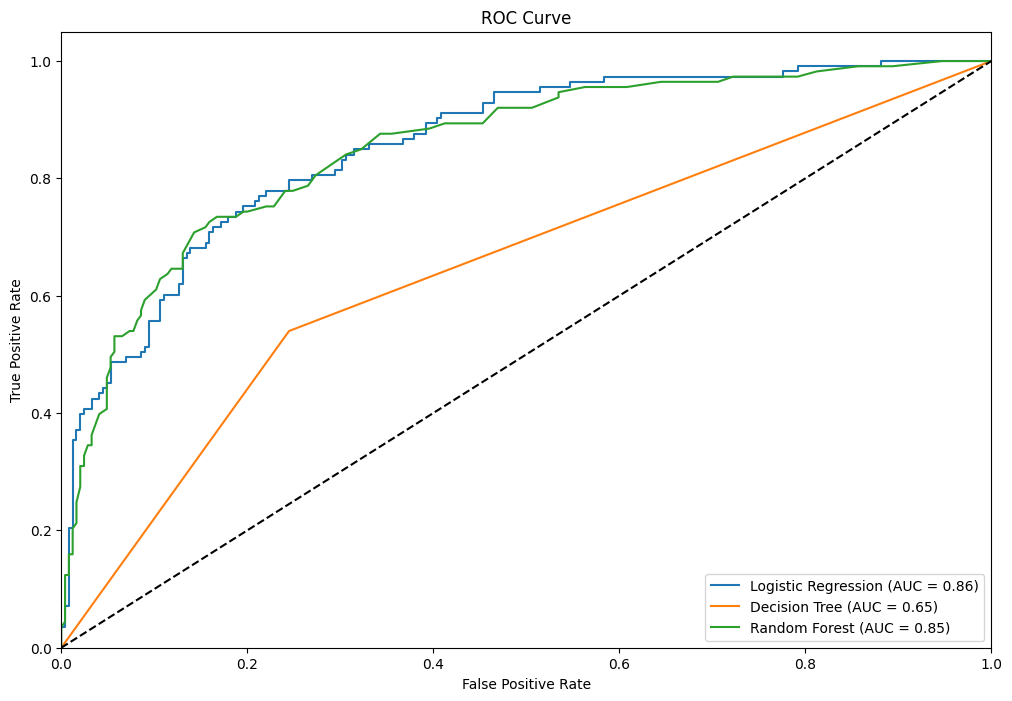 ROC Curve
True Positive Rate
1.0
0.8
0.6
0.4
0.2
0.0
0.0 0.2 0.4 0.6 0.8 1.0
False Positive Rate
Logistic Regression (AUC = 0.86)
Decision Tree (AUC = 0.65)
Random Forest (AUC = 0.85)